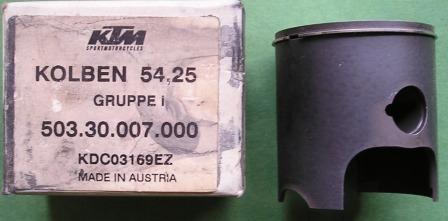 KTM
SPORTMOTORCYCLES
KOLBEN 54,25
GRUPPE i
503.30.007.000
KDC03169EZ
MADE IN AUSTRIA